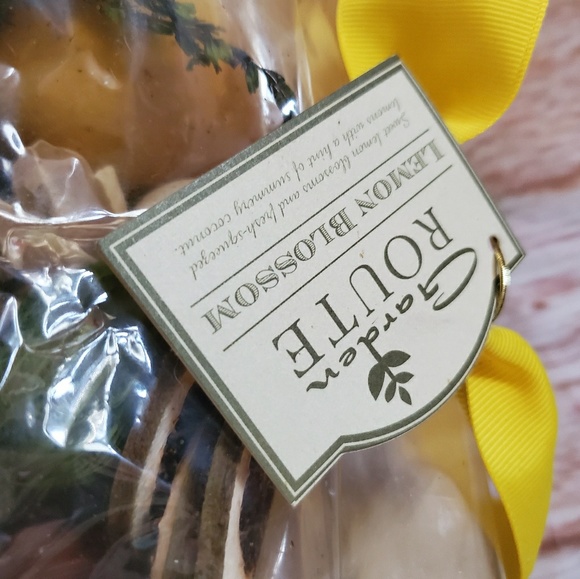 Garden
ROUTE
LEMON BLOSSOM
Sweet lemon blossoms and fresh-squeezed
lemons with a hint of summery coconut.